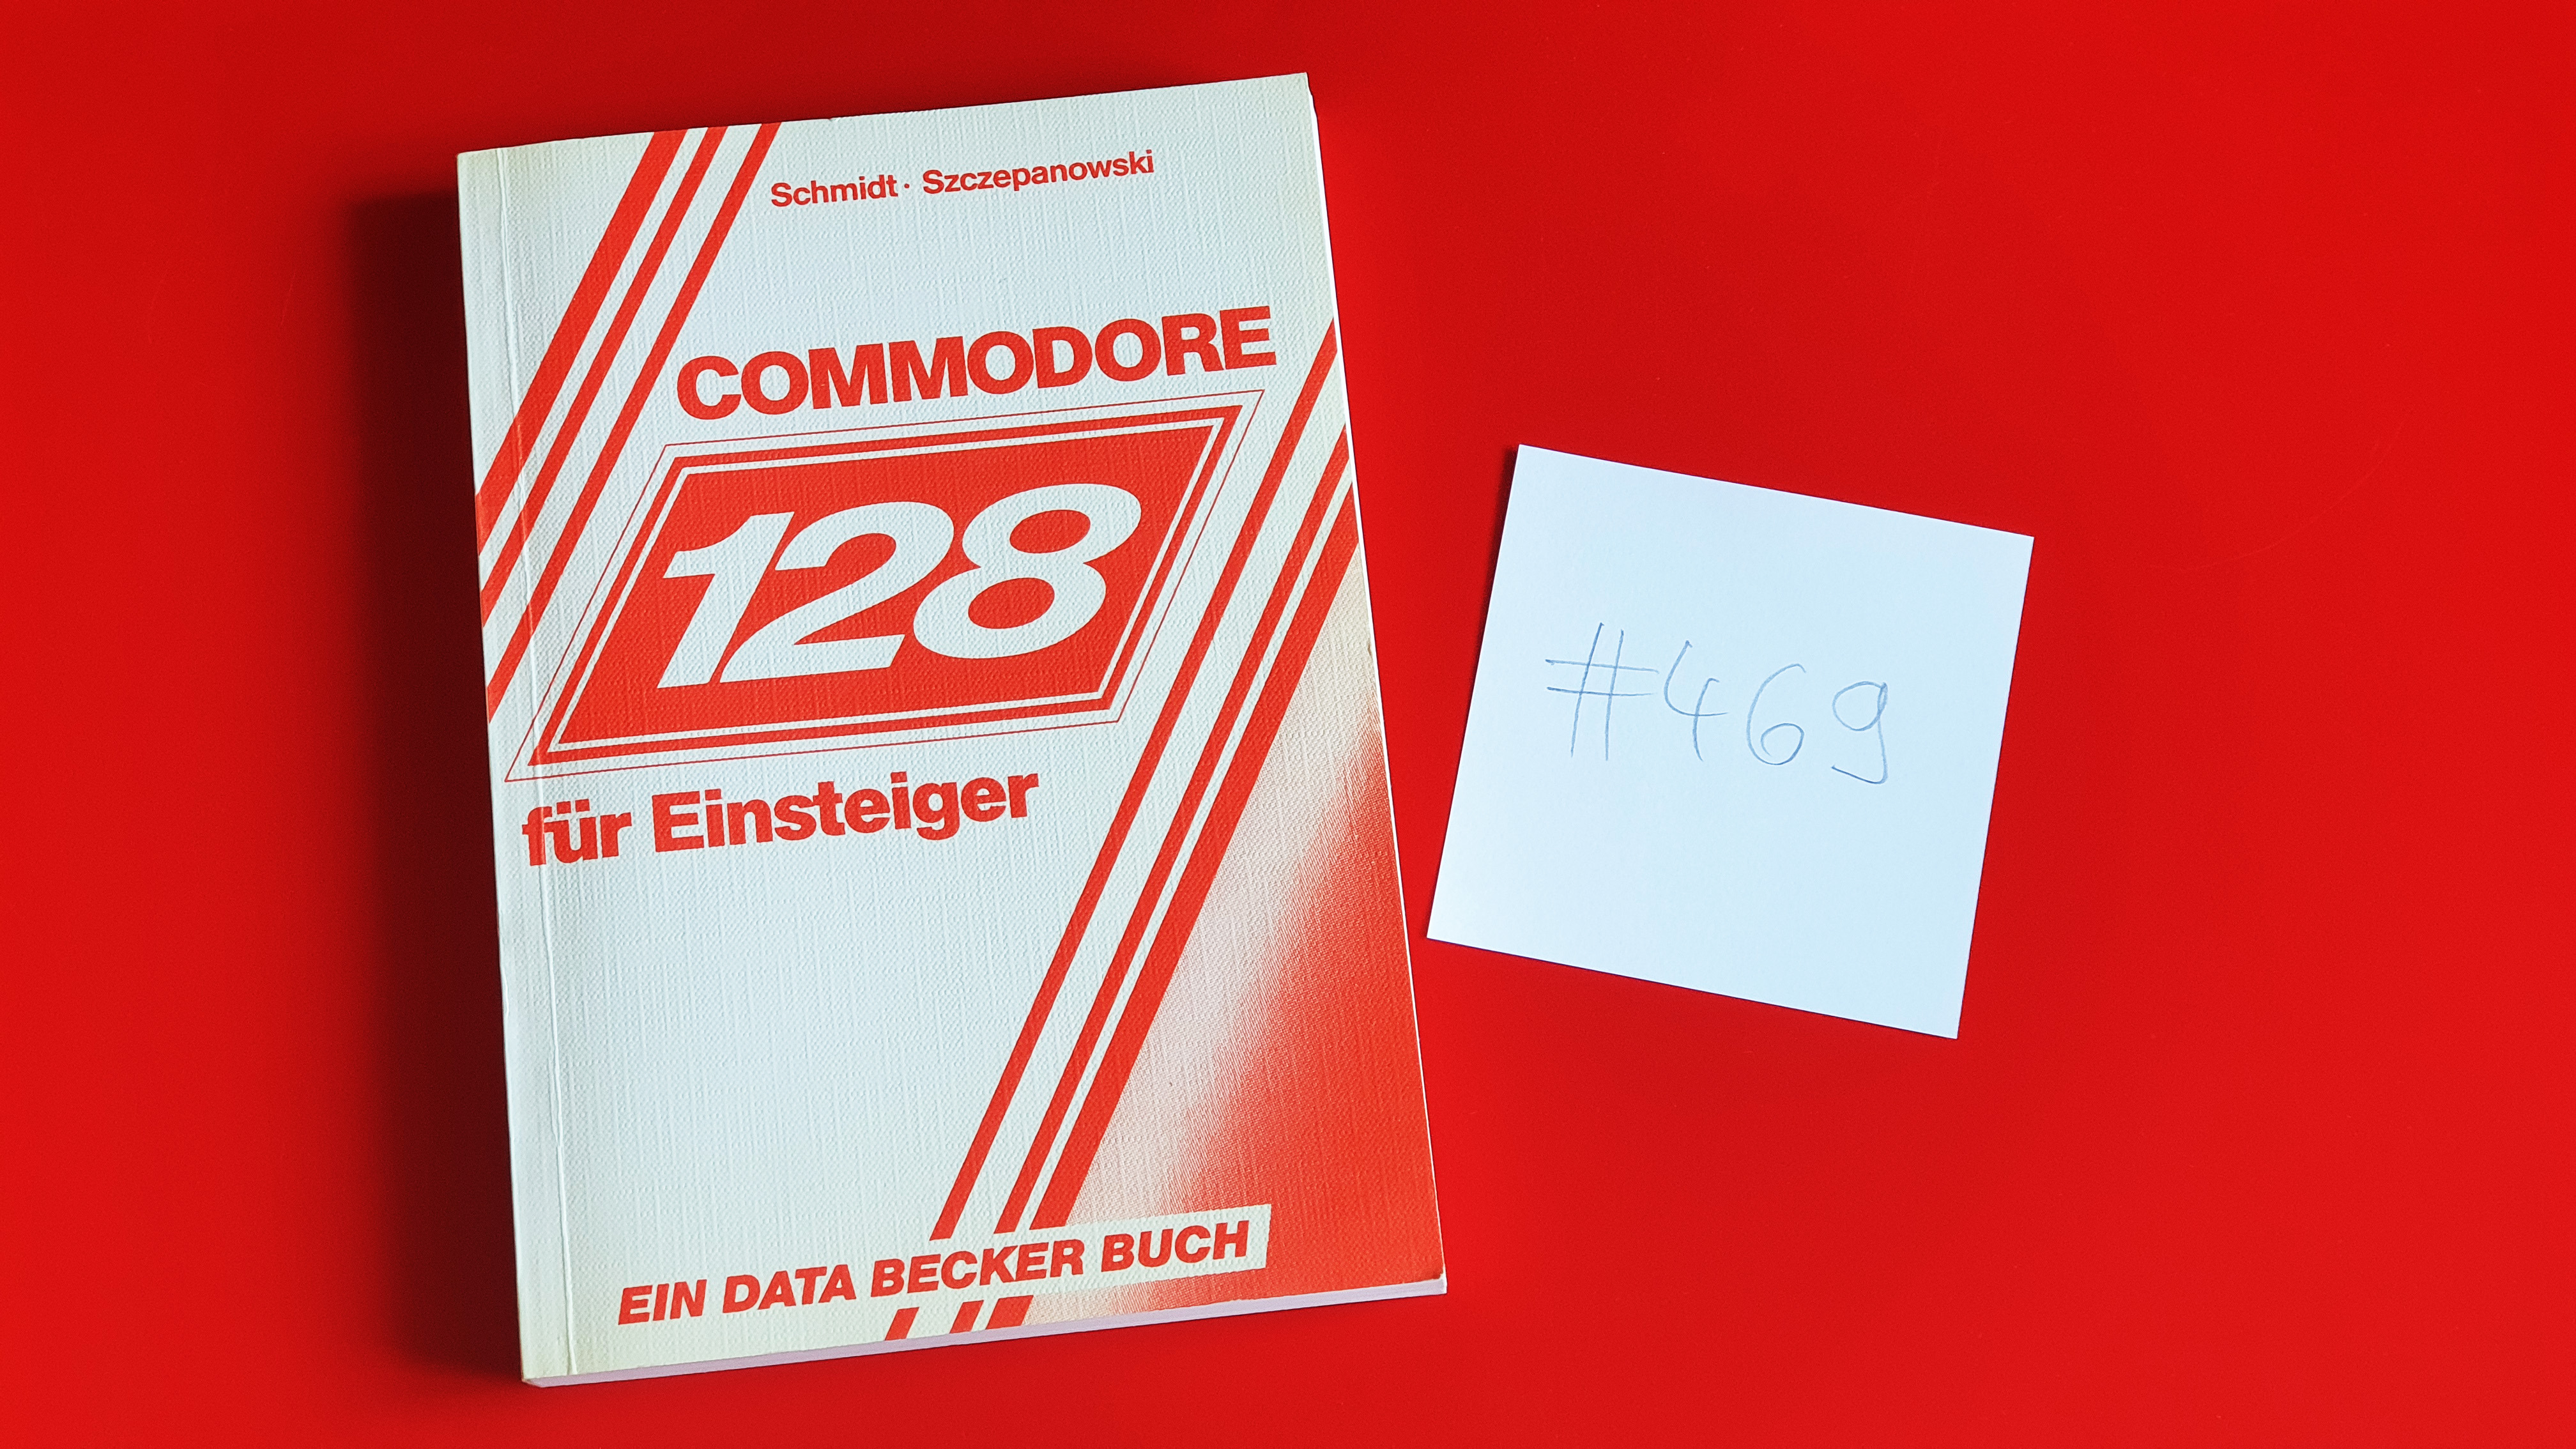 Schmidt · Szczepanowski
COMMODORE
128
für Einsteiger
EIN DATA BECKER BUCH
#469